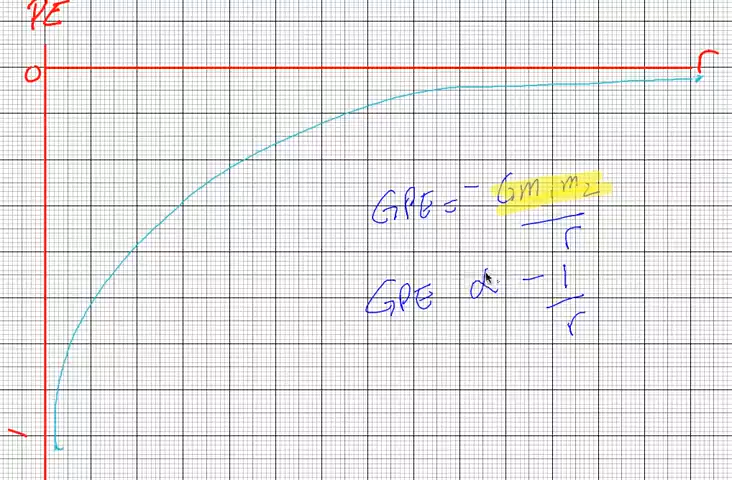 PE
0
r
GPE = - Gm1m2
r
GPE α - 1
r
-